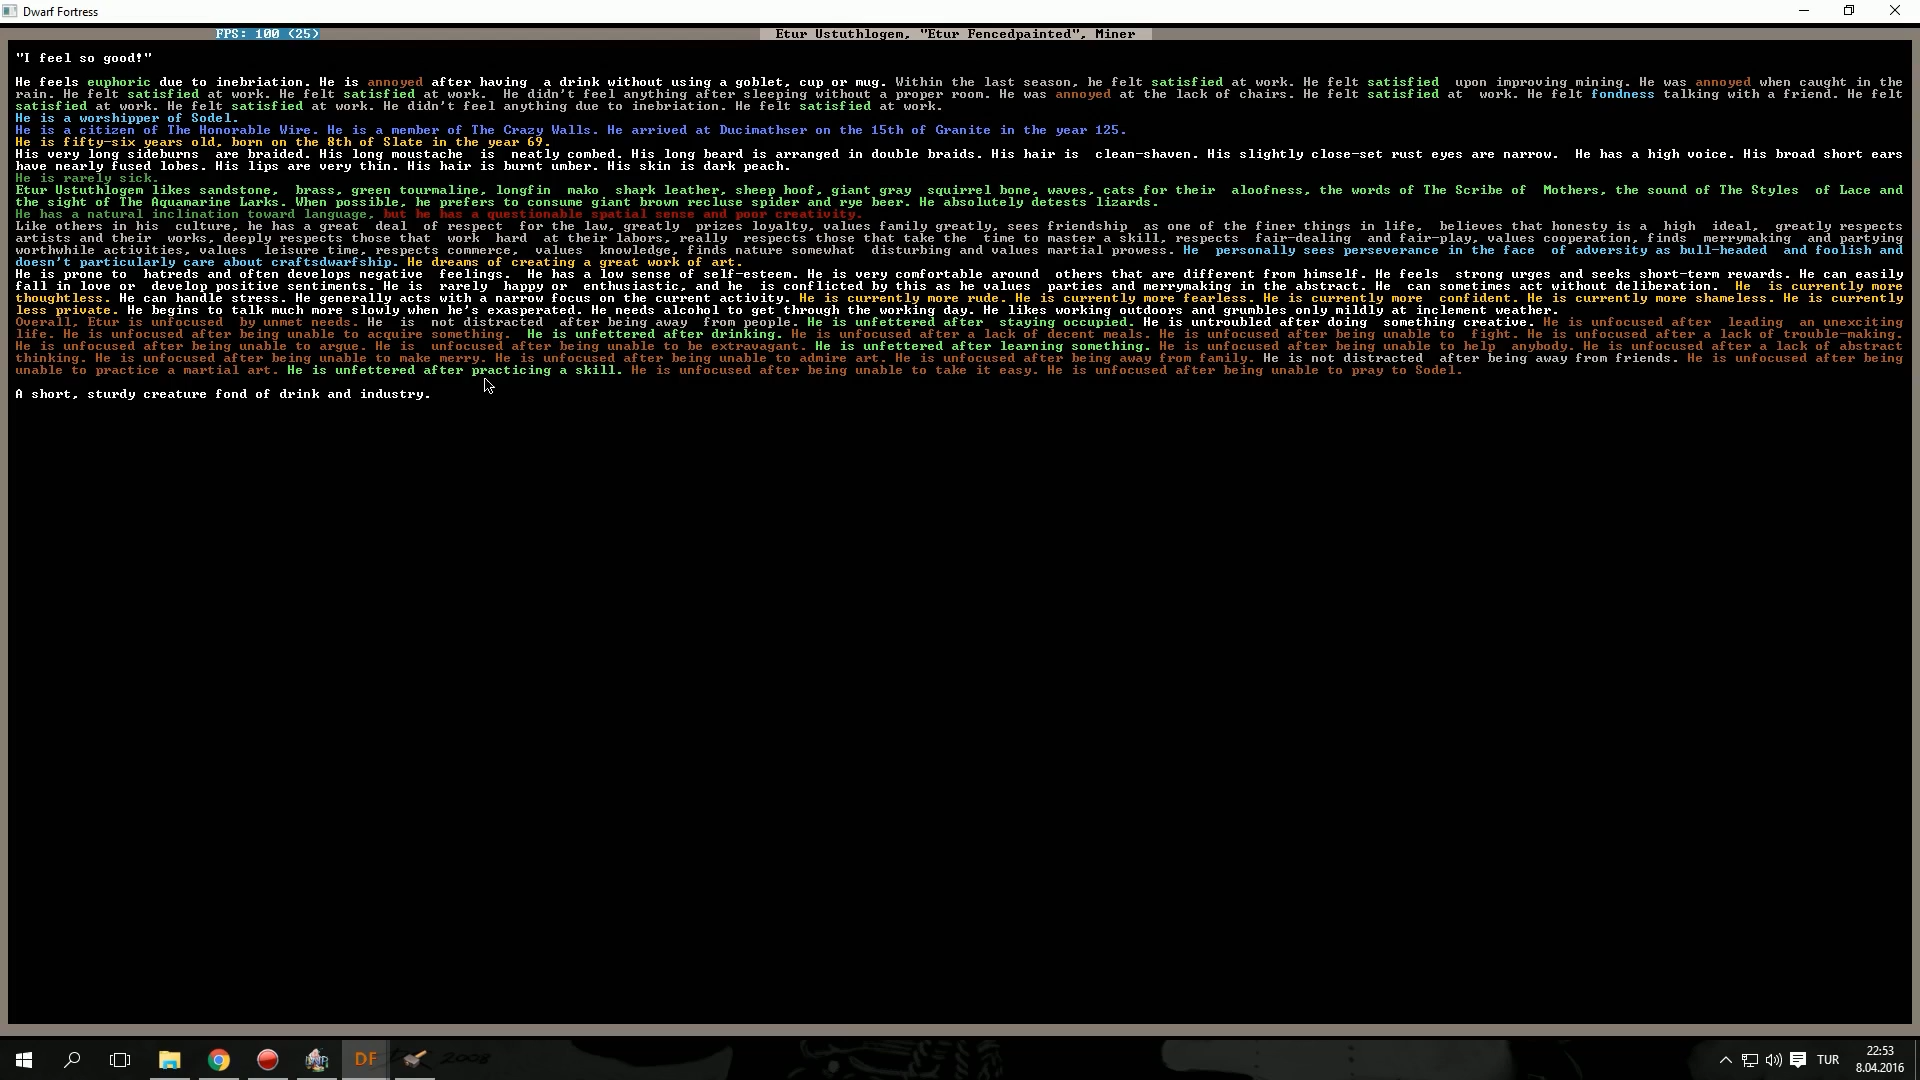 Dwarf Fortress
FPS: 100 (25)
Etur Ustuthlogem, "Etur Fencedpainted", Miner
"I feel so good!"
He feels euphoric due to inebriation. He is annoyed after having a drink without using a goblet, cup or mug. Within the last season, he felt satisfied at work. He felt satisfied upon improving mining. He was annoyed when caught in the
rain. He felt satisfied at work. He felt satisfied at work. He didn't feel anything after sleeping without a proper room. He was annoyed at the lack of chairs. He felt satisfied at work. He felt fondness talking with a friend. He felt
satisfied at work. He felt satisfied at work. He didn't feel anything due to inebriation. He felt satisfied at work.
He is a worshipper of Sodel.
He is a citizen of The Honorable Wire. He is a member of The Crazy Walls. He arrived at Ducimathser on the 15th of Granite in the year 125.
He is fifty-six years old, born on the 8th of Slate in the year 69.
His very long sideburns are braided. His long moustache is neatly combed. His long beard is arranged in double braids. His hair is clean-shaven. His slightly close-set rust eyes are narrow. He has a high voice. His broad short ears
have nearly fused lobes. His lips are very thin. His hair is burnt umber. His skin is dark peach.
He is rarely sick.
Etur Ustuthlogem likes sandstone, brass, green tourmaline, longfin mako shark leather, sheep hoof, giant gray squirrel bone, waves, cats for their aloofness, the words of The Scribe of Mothers, the sound of The Styles of Lace and
the sight of The Aquamarine Larks. When possible, he prefers to consume giant brown recluse spider and rye beer. He absolutely detests lizards.
He has a natural inclination toward language, but he has a questionable spatial sense and poor creativity.
Like others in his culture, he has a great deal of respect for the law, greatly prizes loyalty, values family greatly, sees friendship as one of the finer things in life, believes that honesty is a high ideal, greatly respects
artists and their works, deeply respects those that work hard at their labors, really respects those that take the time to master a skill, respects fair-dealing and fair-play, values cooperation, finds merrymaking and partying
worthwhile activities, values leisure time, respects commerce, values knowledge, finds nature somewhat disturbing and values martial prowess. He personally sees perseverance in the face of adversity as bull-headed and foolish and
doesn't particularly care about craftsdwarfship. He dreams of creating a great work of art.
He is prone to hatreds and often develops negative feelings. He has a low sense of self-esteem. He is very comfortable around others that are different from himself. He feels strong urges and seeks short-term rewards. He can easily
fall in love or develop positive sentiments. He is rarely happy or enthusiastic, and he is conflicted by this as he values parties and merrymaking in the abstract. He can sometimes act without deliberation. He is currently more
thoughtless. He can handle stress. He generally acts with a narrow focus on the current activity. He is currently more rude. He is currently more fearless. He is currently more confident. He is currently more shameless. He is currently
less private. He begins to talk much more slowly when he's exasperated. He needs alcohol to get through the working day. He likes working outdoors and grumbles only mildly at inclement weather.
Overall, Etur is unfocused by unmet needs. He is not distracted after being away from people. He is unfettered after staying occupied. He is untroubled after doing something creative. He is unfocused after leading an unexciting
life. He is unfocused after being unable to acquire something. He is unfettered after drinking. He is unfocused after a lack of decent meals. He is unfocused after being unable to fight. He is unfocused after a lack of trouble-making.
He is unfocused after being unable to argue. He is unfocused after being unable to be extravagant. He is unfettered after learning something. He is unfocused after being unable to help anybody. He is unfocused after a lack of abstract
thinking. He is unfocused after being unable to make merry. He is unfocused after being unable to admire art. He is unfocused after being away from family. He is not distracted after being away from friends. He is unfocused after being
unable to practice a martial art. He is unfettered after practicing a skill. He is unfocused after being unable to take it easy. He is unfocused after being unable to pray to Sodel.
A short, sturdy creature fond of drink and industry.
DF
2008
TUR
22:53
8.04.2016